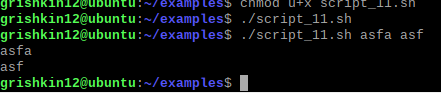 grishkin12@ubuntu:~/examples$ chmod u+x script_11.sh
grishkin12@ubuntu:~/examples$ ./script_11.sh
grishkin12@ubuntu:~/examples$ ./script_11.sh asfa asf
asfa
asf
grishkin12@ubuntu:~/examples$